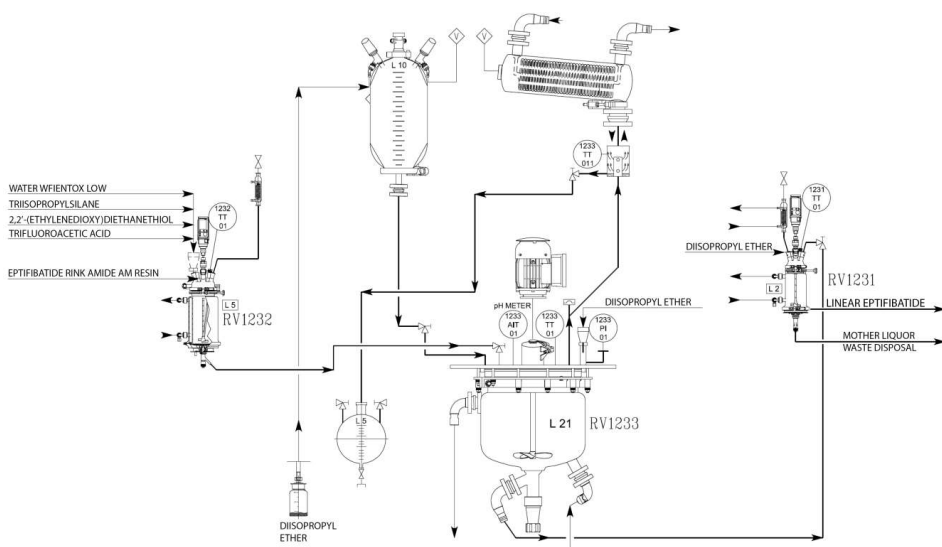 L 10
V
V
1233
TT
011
WATER WFIENTOX LOW
TRIISOPROPYLSILANE
2,2'-(ETHYLENEDIOXY)DIETHANETHIOL
TRIFLUOROACETIC ACID
EPTIFIBATIDE RINK AMIDE AM RESIN
1232
TT
01
L 5
RV1232
1231
TT
01
DIISOPROPYL ETHER
L 2
RV1231
LINEAR EPTIFIBATIDE
MOTHER LIQUOR
WASTE DISPOSAL
pH METER
DIISOPROPYL ETHER
1233
AIT
01
1233
TT
01
1233
PI
01
L 5
L 21
RV1233
DIISOPROPYL
ETHER